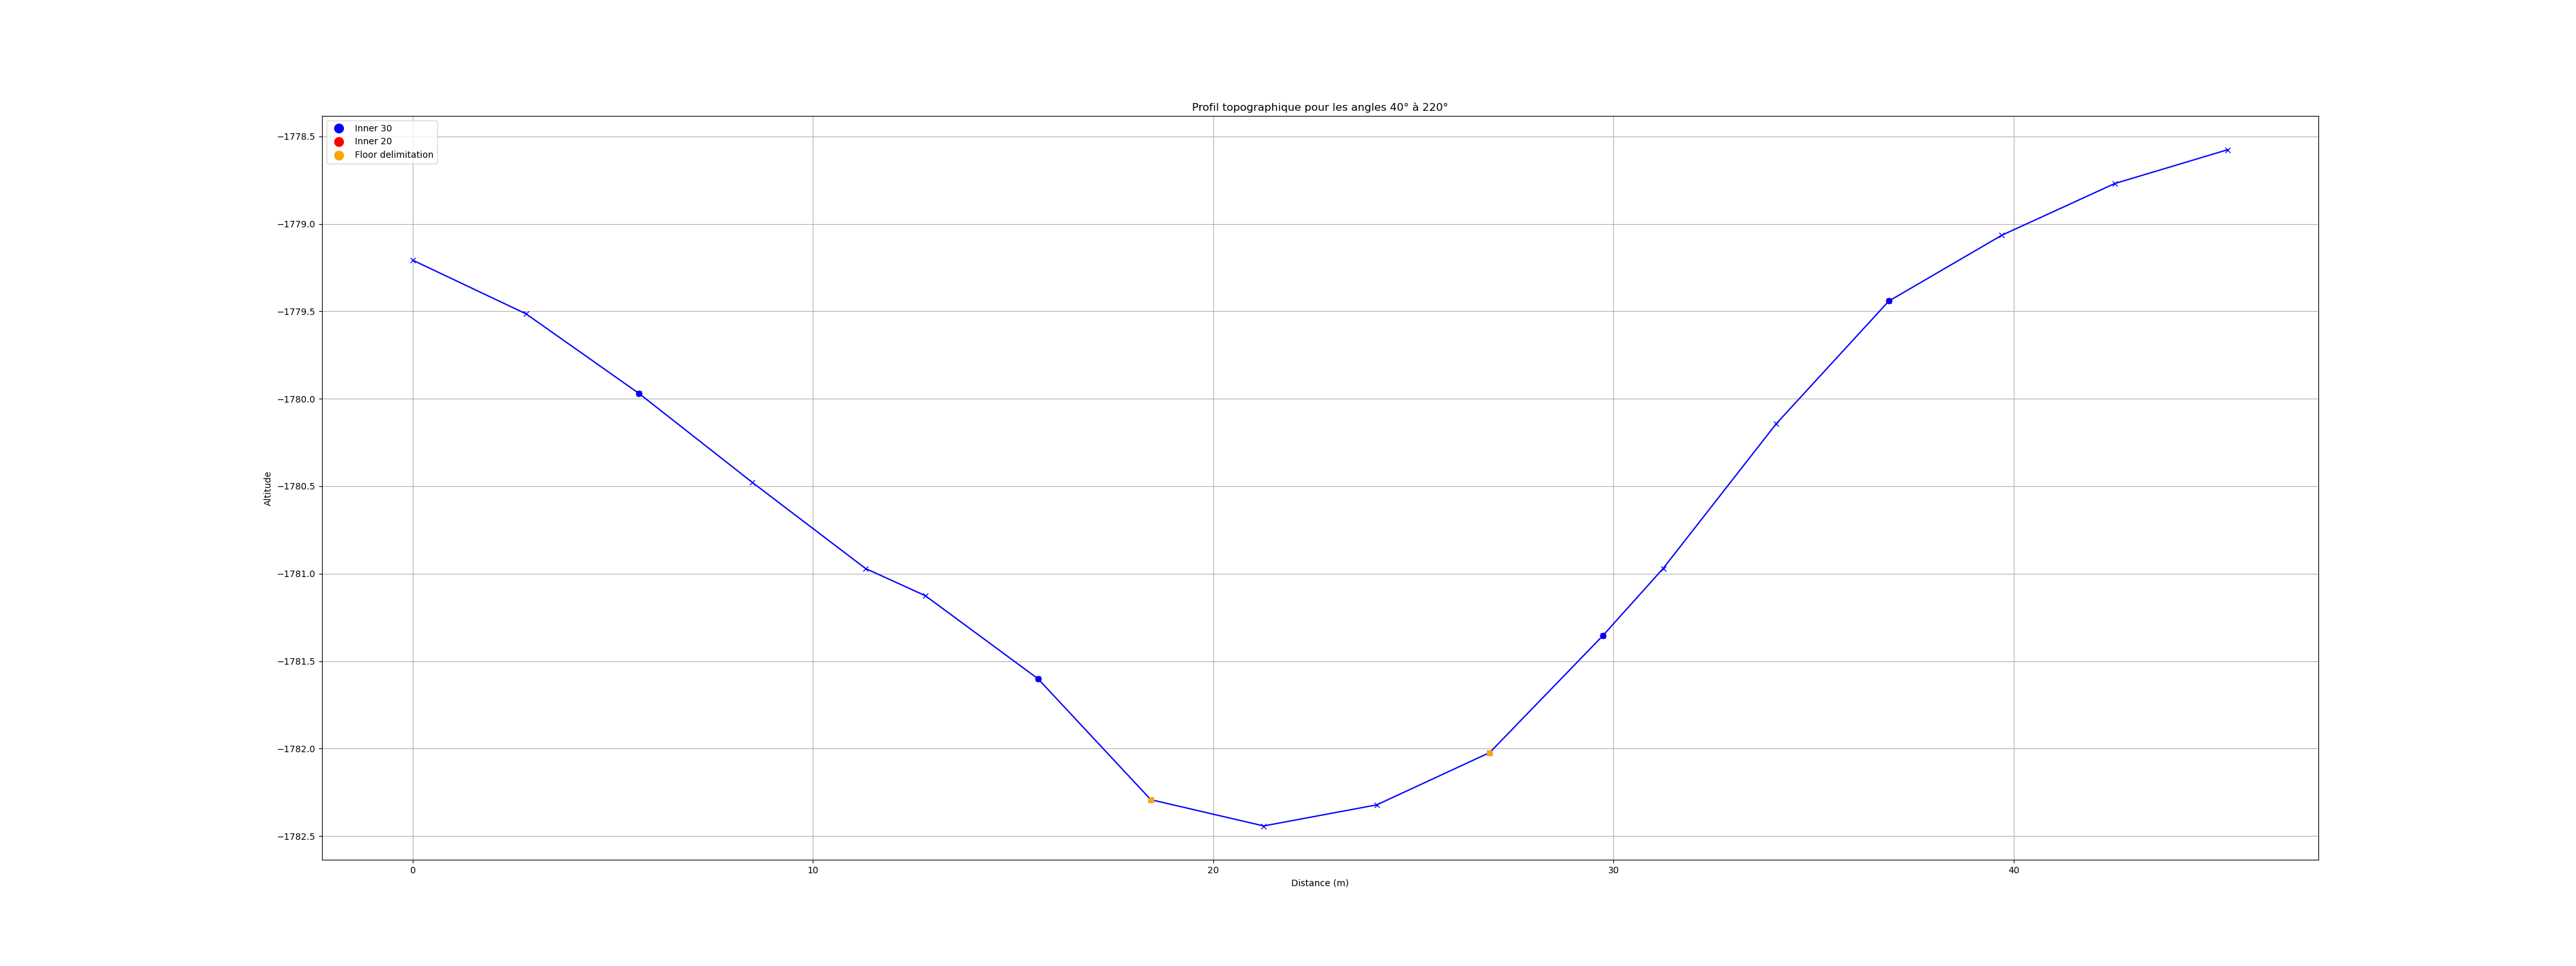 Profil topographique pour les angles 40° à 220°
Inner 30
Inner 20
Floor delimitation
−1778.5
−1779.0
−1779.5
−1780.0
−1780.5
−1781.0
−1781.5
−1782.0
−1782.5
Altitude
0 10 20 30 40
Distance (m)